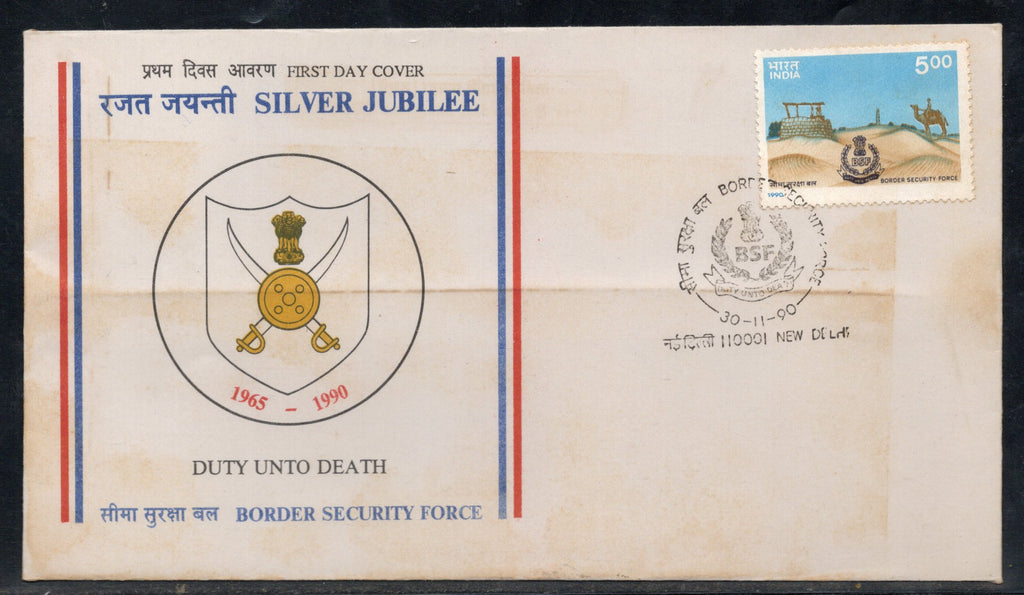 प्रथम दिवस आवरण FIRST DAY COVER
रजत जयन्ती SILVER JUBILEE
1965 – 1990
DUTY UNTO DEATH
सीमा सुरक्षा बल BORDER SECURITY FORCE
भारत
INDIA
5.00
BSF
सीमा सुरक्षा बल BORDER SECURITY FORCE
1990
सीमा सुरक्षा बल BORDER SECURITY FORCE
BSF
DUTY UNTO DEATH
30-11-90
नई दिल्ली 110001 NEW DELHI